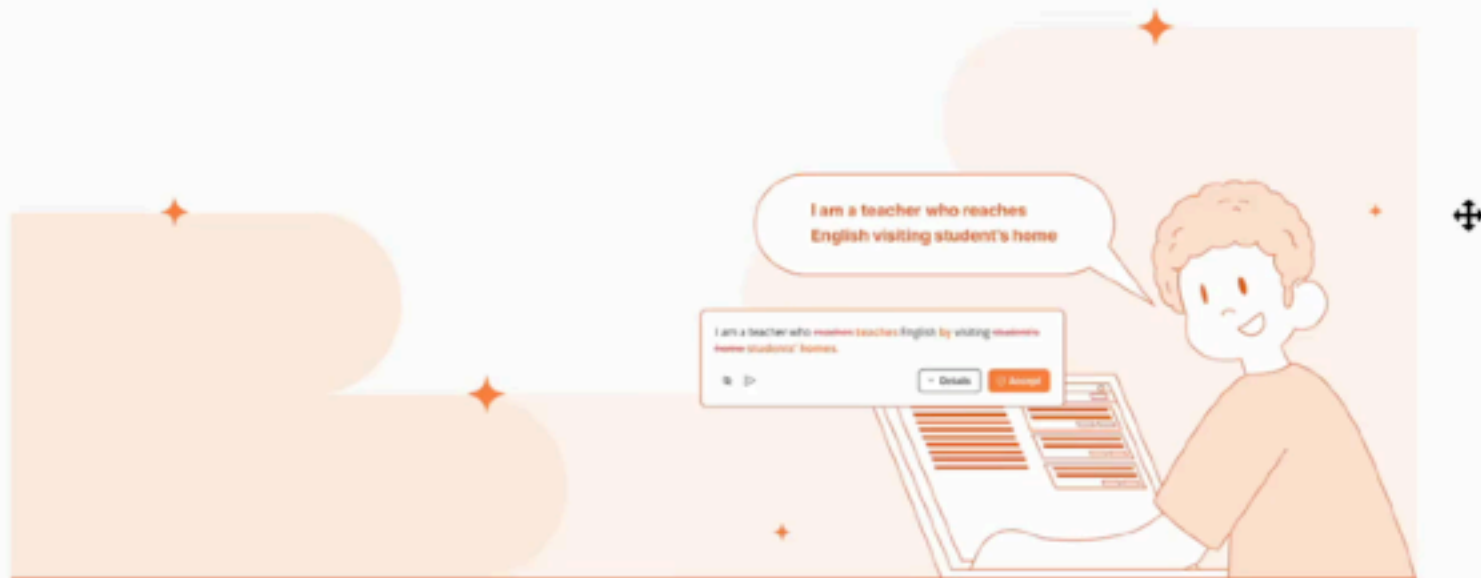 I am a teacher who reaches
English visiting student's home
I am a teacher who reaches teaches English by visiting student's
home students' homes.
Details
Accept